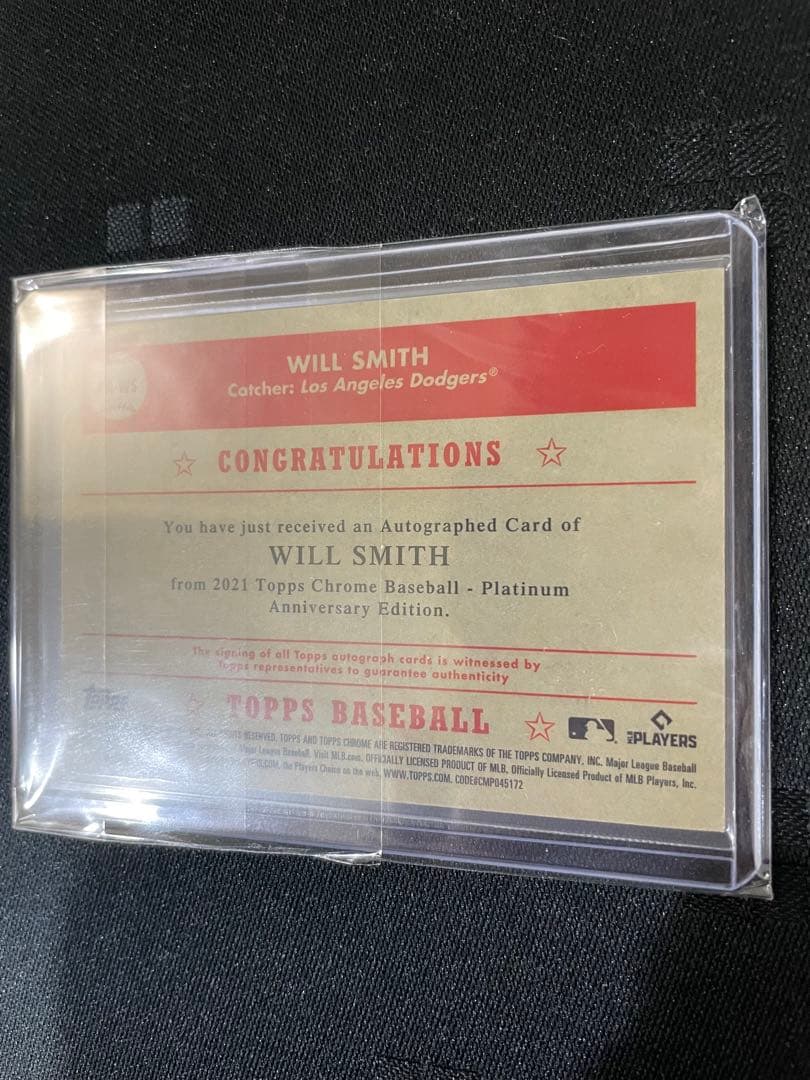 WILL SMITH
Catcher: Los Angeles Dodgers®
CONGRATULATIONS
You have just received an Autographed Card of
WILL SMITH
from 2021 Topps Chrome Baseball - Platinum
Anniversary Edition.
The signing of all Topps autograph cards is witnessed by
Topps representatives to guarantee authenticity
Topps
TOPPS BASEBALL
MLB PLAYERS
RESERVED. TOPPS AND TOPPS CHROME ARE REGISTERED TRADEMARKS OF THE TOPPS COMPANY, INC. Major League Baseball
Major League Baseball. Visit MLB.com. OFFICIALLY LICENSED PRODUCT OF MLB. Officially Licensed Product of MLB Players, Inc.
the Players Choice on the web. WWW.TOPPS.COM. CODE#CMP045172